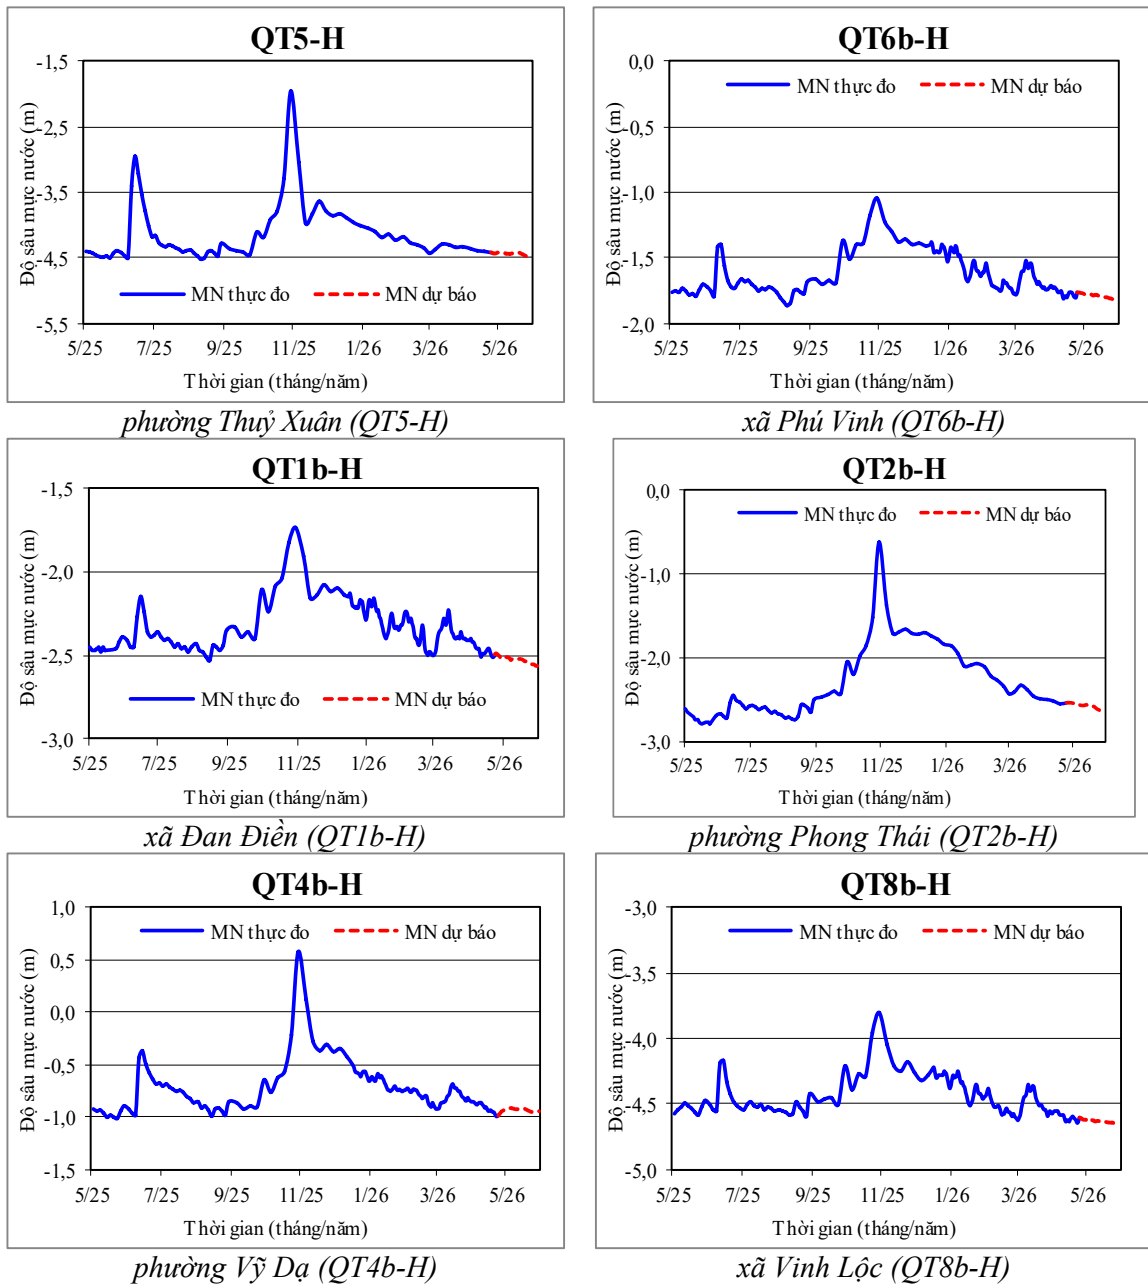 QT5-H
Độ sâu mực nước (m)
-1,5
-2,5
-3,5
-4,5
-5,5
MN thực đo MN dự báo
5/25 7/25 9/25 11/25 1/26 3/26 5/26
Thời gian (tháng/năm)
phường Thuỷ Xuân (QT5-H)
QT6b-H
Độ sâu mực nước (m)
0,0
-0,5
-1,0
-1,5
-2,0
MN thực đo MN dự báo
5/25 7/25 9/25 11/25 1/26 3/26 5/26
Thời gian (tháng/năm)
xã Phú Vinh (QT6b-H)
QT1b-H
Độ sâu mực nước (m)
-1,5
-2,0
-2,5
-3,0
MN thực đo MN dự báo
5/25 7/25 9/25 11/25 1/26 3/26 5/26
Thời gian (tháng/năm)
xã Đan Điền (QT1b-H)
QT2b-H
Độ sâu mực nước (m)
0,0
-1,0
-2,0
-3,0
MN thực đo MN dự báo
5/25 7/25 9/25 11/25 1/26 3/26 5/26
Thời gian (tháng/năm)
phường Phong Thái (QT2b-H)
QT4b-H
Độ sâu mực nước (m)
1,0
0,5
0,0
-0,5
-1,0
-1,5
MN thực đo MN dự báo
5/25 7/25 9/25 11/25 1/26 3/26 5/26
Thời gian (tháng/năm)
phường Vỹ Dạ (QT4b-H)
QT8b-H
Độ sâu mực nước (m)
-3,0
-3,5
-4,0
-4,5
-5,0
MN thực đo MN dự báo
5/25 7/25 9/25 11/25 1/26 3/26 5/26
Thời gian (tháng/năm)
xã Vinh Lộc (QT8b-H)